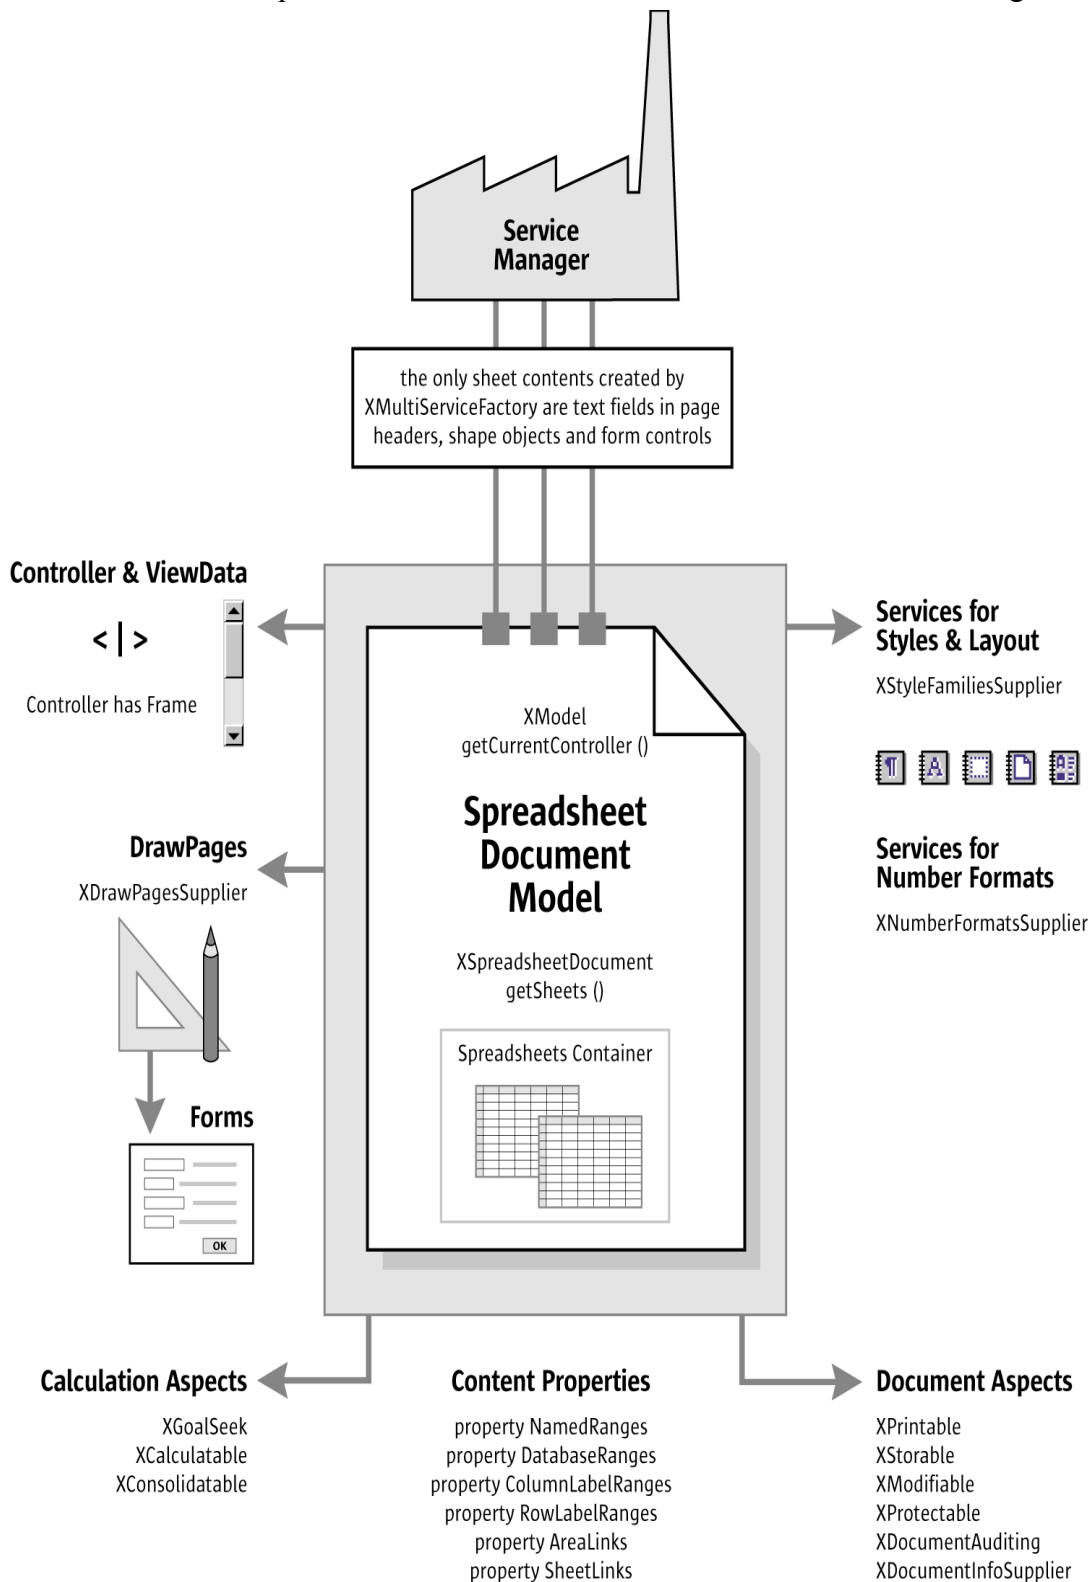 Service
Manager
the only sheet contents created by
XMultiServiceFactory are text fields in page
headers, shape objects and form controls
Controller & ViewData
< | >
Controller has Frame
Services for
Styles & Layout
XStyleFamiliesSupplier
XModel
getCurrentController ()
Spreadsheet
Document
Model
DrawPages
XDrawPagesSupplier
Services for
Number Formats
XNumberFormatsSupplier
XSpreadsheetDocument
getSheets ()
Spreadsheets Container
Forms
OK
Calculation Aspects
XGoalSeek
XCalculatable
XConsolidatable
Content Properties
property NamedRanges
property DatabaseRanges
property ColumnLabelRanges
property RowLabelRanges
property AreaLinks
property SheetLinks
Document Aspects
XPrintable
XStorable
XModifiable
XProtectable
XDocumentAuditing
XDocumentInfoSupplier